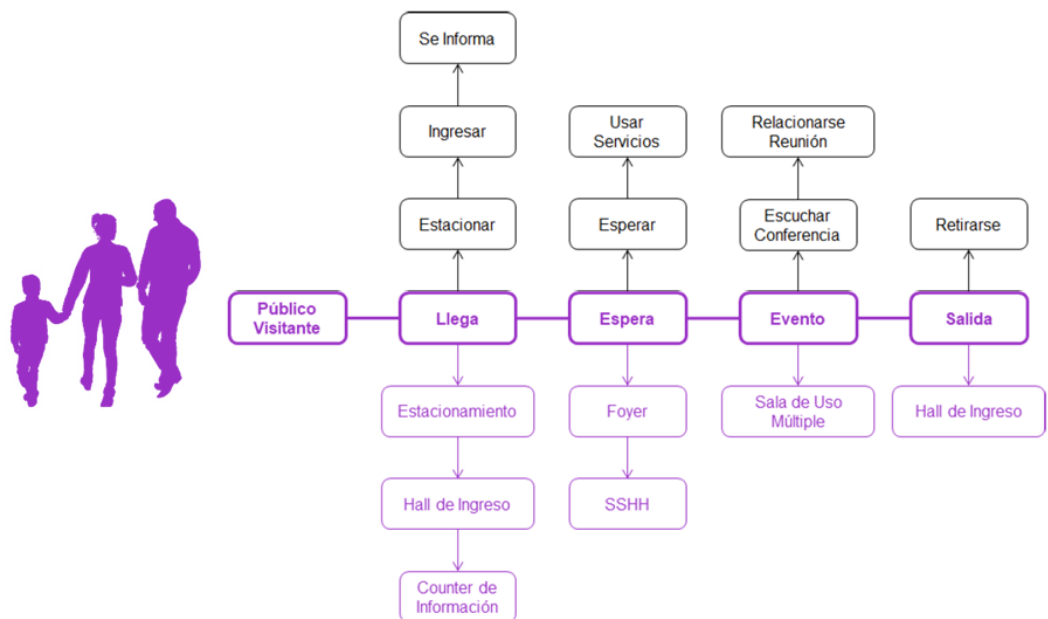 Se Informa
Ingresar
Usar
Servicios
Relacionarse
Reunión
Estacionar
Esperar
Escuchar
Conferencia
Retirarse
Público
Visitante
Llega
Espera
Evento
Salida
Estacionamiento
Foyer
Sala de Uso
Múltiple
Hall de Ingreso
Hall de Ingreso
SSHH
Counter de
Información